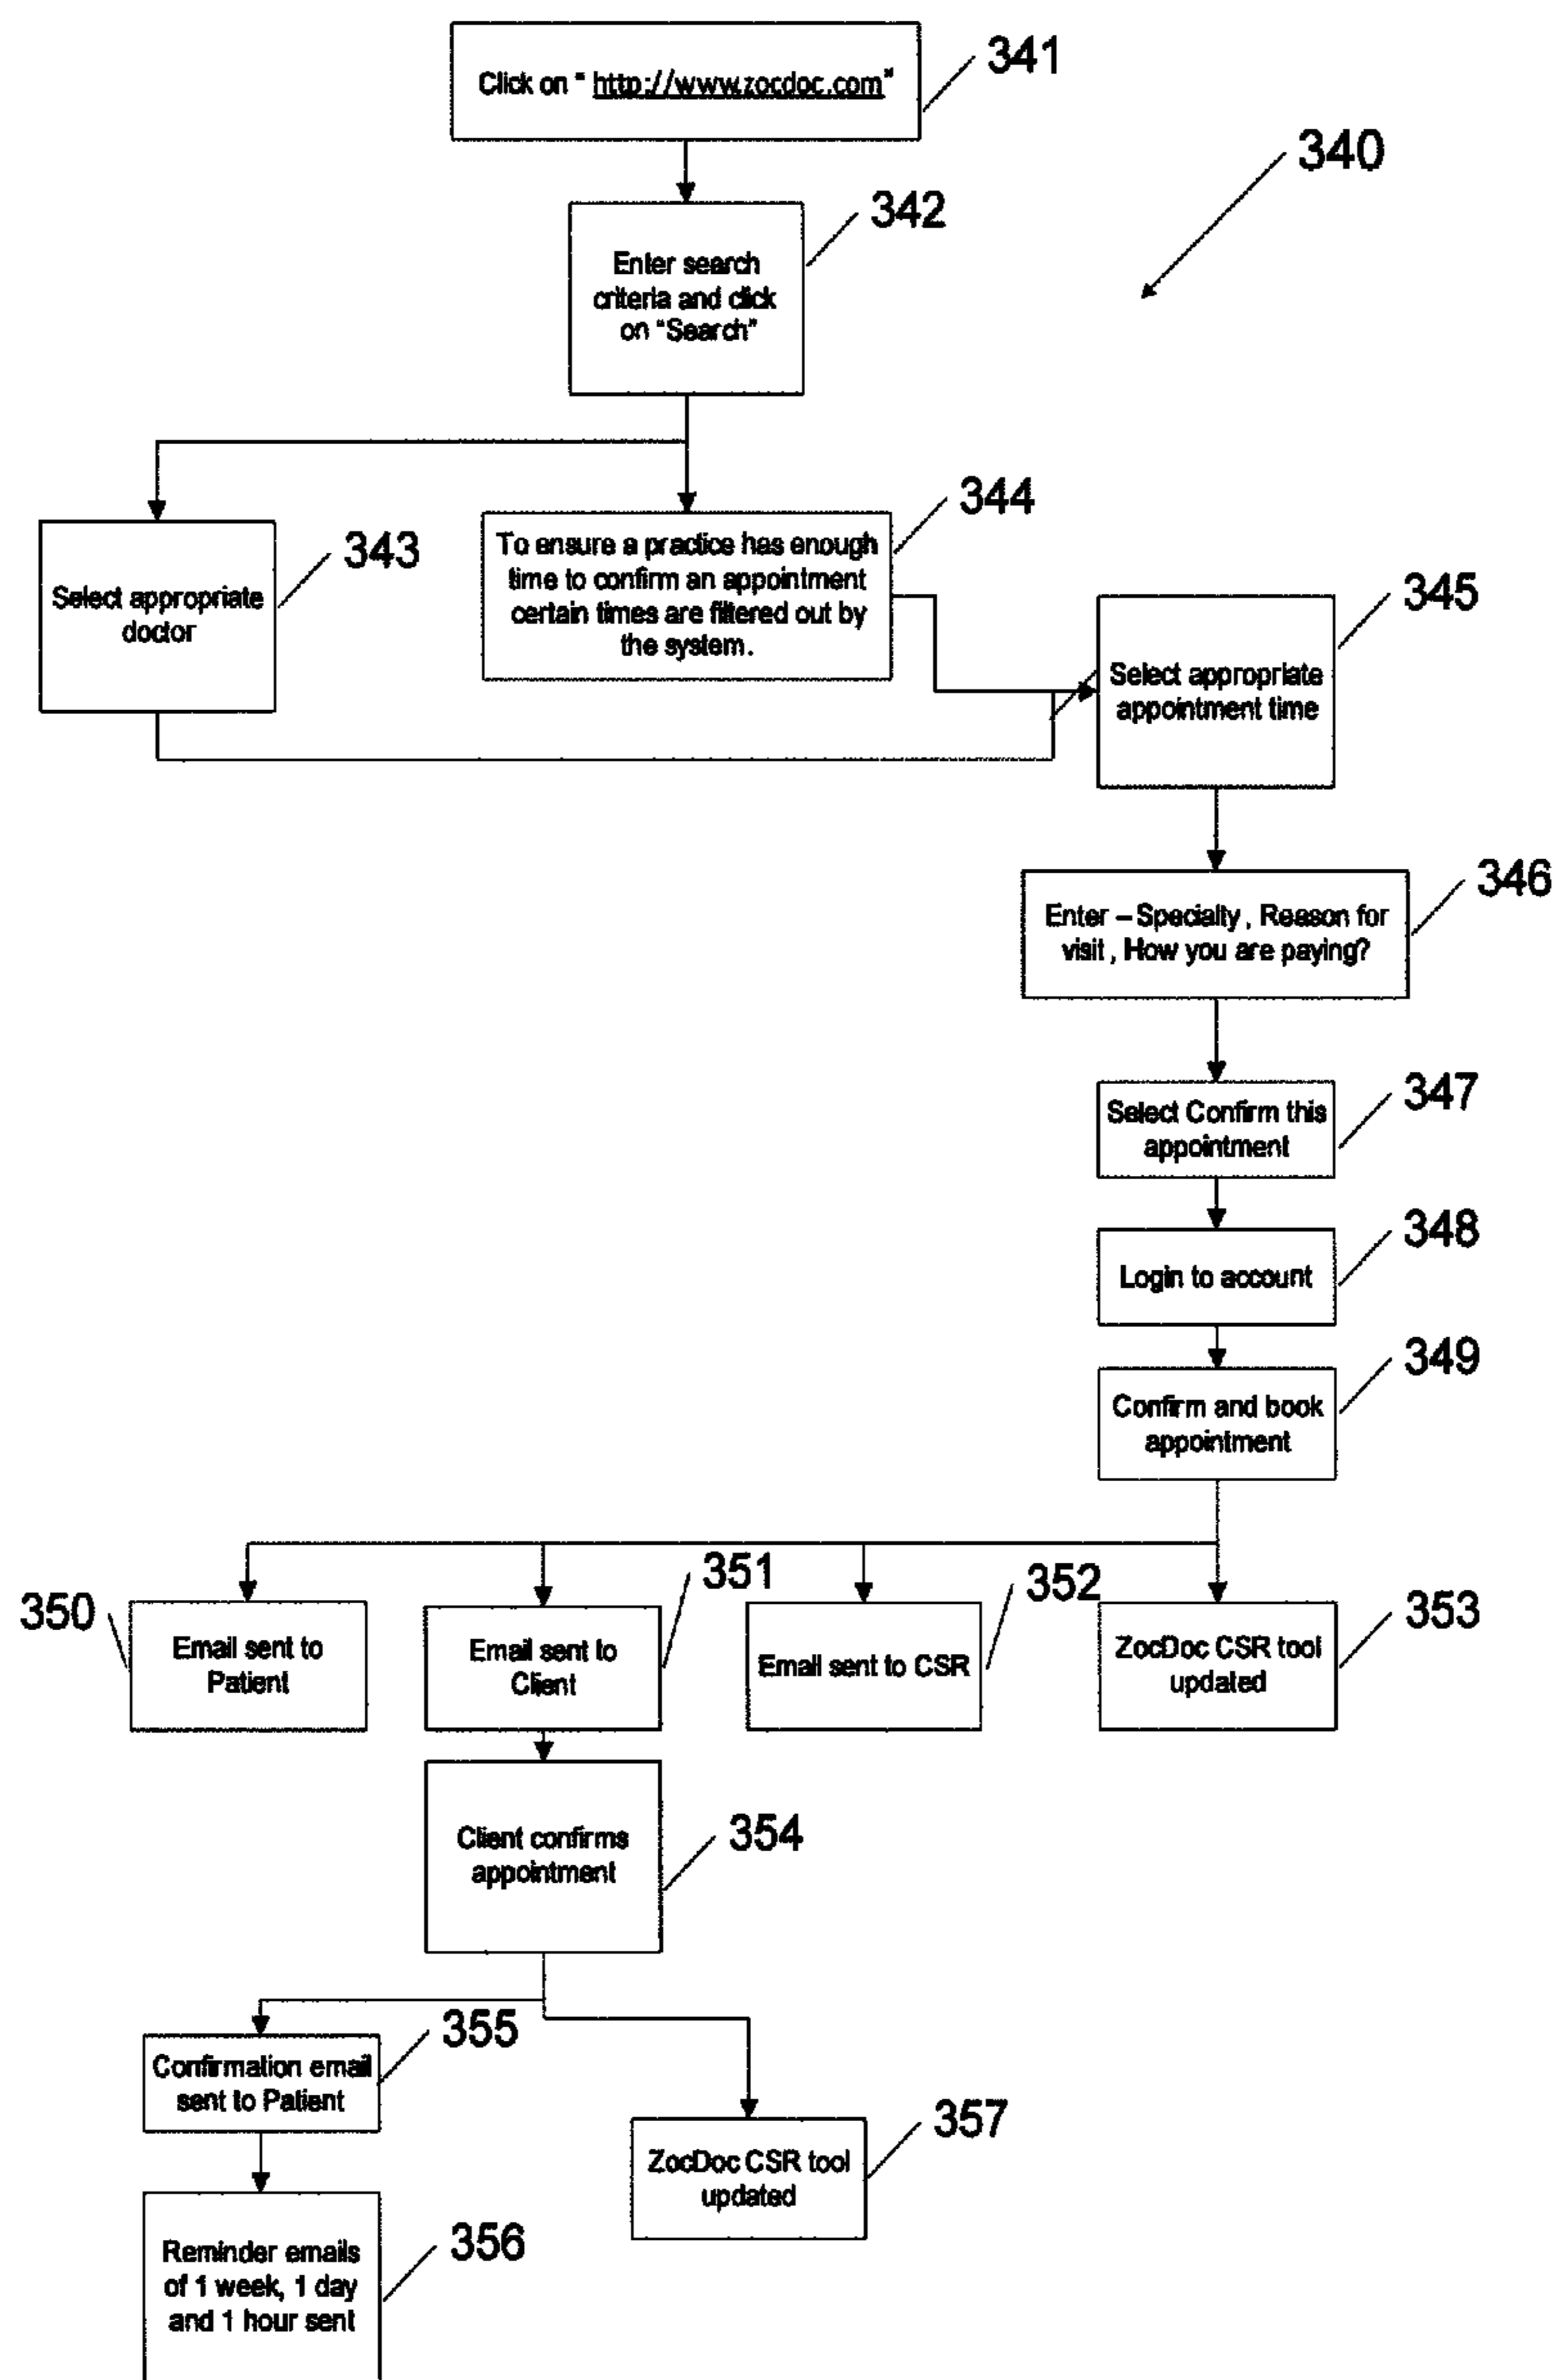 Click on " http://www.zocdoc.com"
341
340
Enter search
criteria and click
on "Search"
342
Select appropriate
doctor
343
To ensure a practice has enough
time to confirm an appointment
certain times are filtered out by
the system.
344
Select appropriate
appointment time
345
Enter – Specialty , Reason for
visit , How you are paying?
346
Select Confirm this
appointment
347
Login to account
348
Confirm and book
appointment
349
350
Email sent to
Patient
Email sent to
Client
351
Email sent to CSR
352
ZocDoc CSR tool
updated
353
Client confirms
appointment
354
Confirmation email
sent to Patient
355
ZocDoc CSR tool
updated
357
Reminder emails
of 1 week, 1 day
and 1 hour sent
356